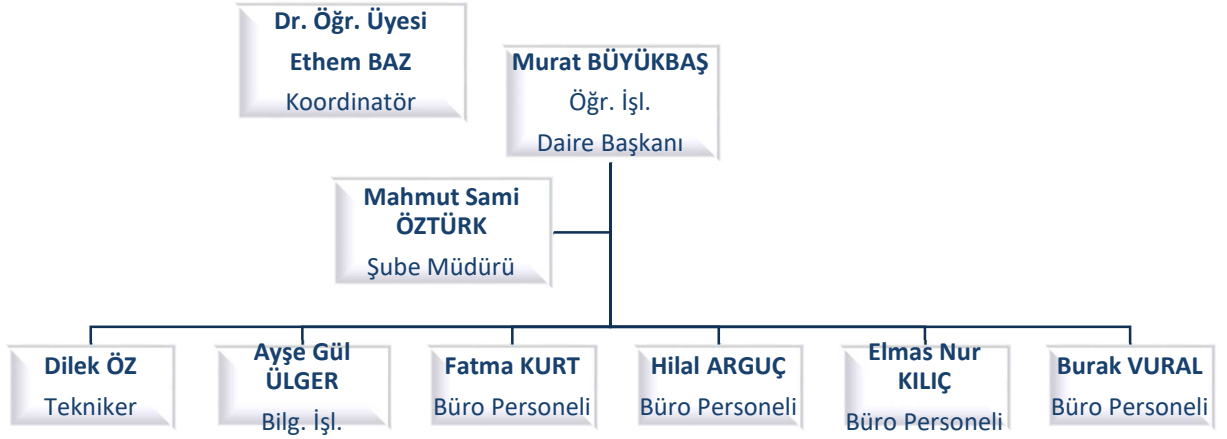 Dr. Öğr. Üyesi
Ethem BAZ
Koordinatör
Murat BÜYÜKBAŞ
Öğr. İşl.
Daire Başkanı
Mahmut Sami
ÖZTÜRK
Şube Müdürü
Dilek ÖZ
Tekniker
Ayşe Gül
ÜLGER
Bilg. İşl.
Fatma KURT
Büro Personeli
Hilal ARGUÇ
Büro Personeli
Elmas Nur
KILIÇ
Büro Personeli
Burak VURAL
Büro Personeli